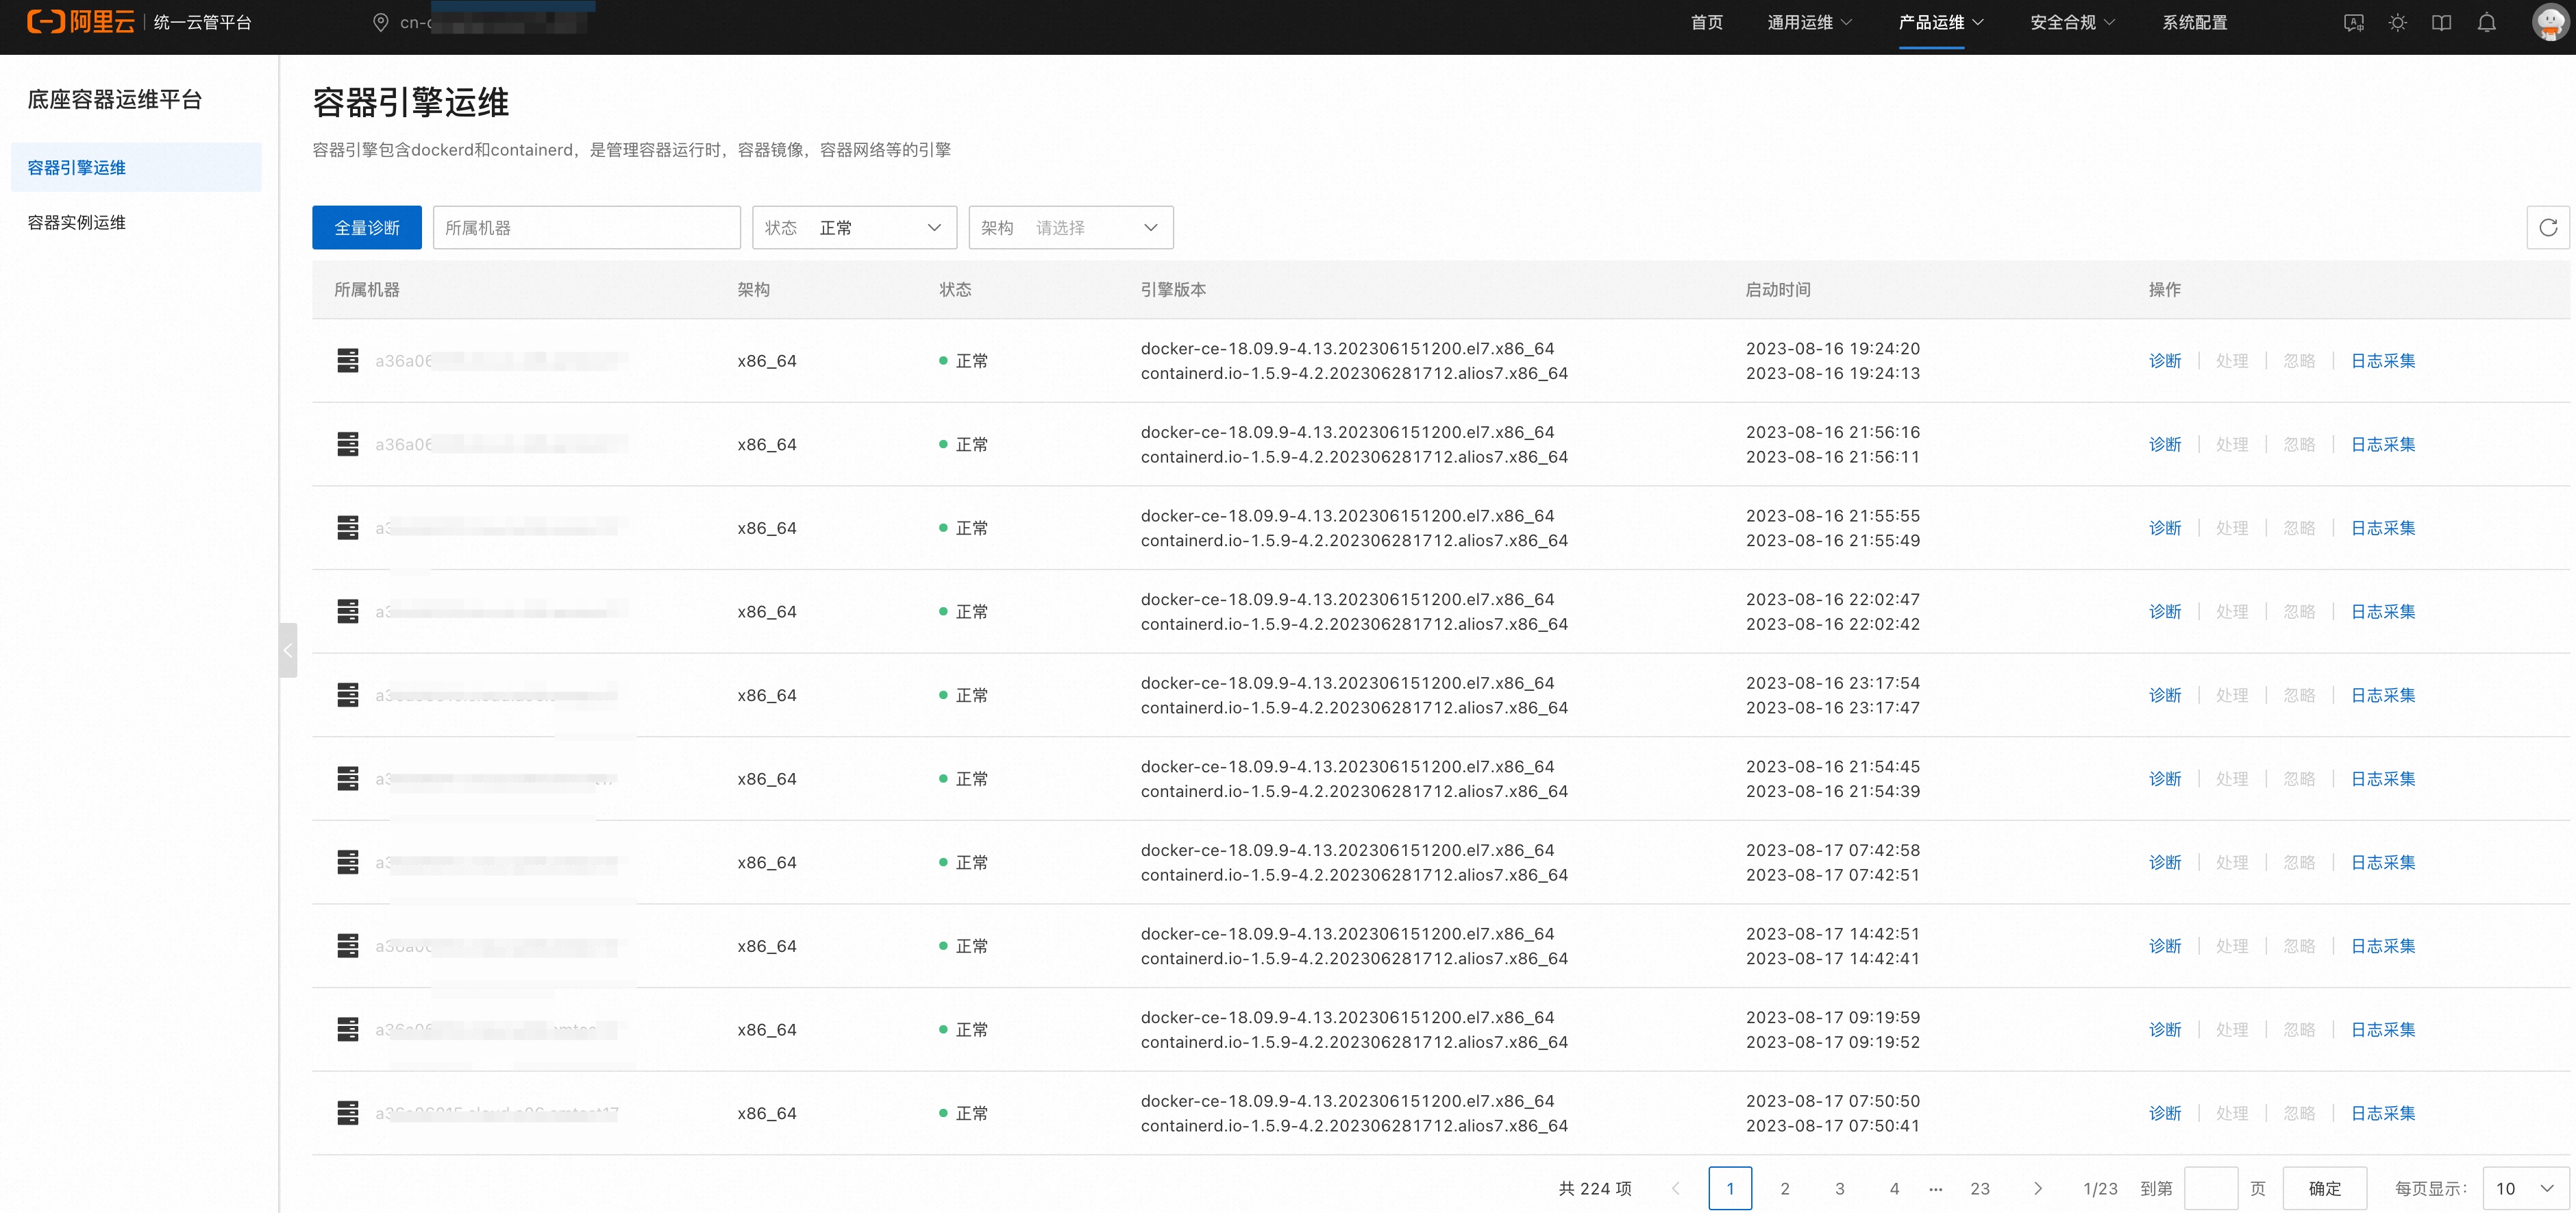 阿里云 统一云管平台
首页 通用运维 产品运维 安全合规 系统配置
底座容器运维平台
容器引擎运维
容器实例运维
容器引擎运维
容器引擎包含dockerd和containerd，是管理容器运行时，容器镜像，容器网络等的引擎
全量诊断 所属机器 状态 正常 架构 请选择
所属机器 架构 状态 引擎版本 启动时间 操作
x86_64 正常 docker-ce-18.09.9-4.13.202306151200.el7.x86_64 2023-08-16 19:24:20 诊断 处理 忽略 日志采集
containerd.io-1.5.9-4.2.202306281712.alios7.x86_64 2023-08-16 19:24:13
x86_64 正常 docker-ce-18.09.9-4.13.202306151200.el7.x86_64 2023-08-16 21:56:16 诊断 处理 忽略 日志采集
containerd.io-1.5.9-4.2.202306281712.alios7.x86_64 2023-08-16 21:56:11
x86_64 正常 docker-ce-18.09.9-4.13.202306151200.el7.x86_64 2023-08-16 21:55:55 诊断 处理 忽略 日志采集
containerd.io-1.5.9-4.2.202306281712.alios7.x86_64 2023-08-16 21:55:49
x86_64 正常 docker-ce-18.09.9-4.13.202306151200.el7.x86_64 2023-08-16 22:02:47 诊断 处理 忽略 日志采集
containerd.io-1.5.9-4.2.202306281712.alios7.x86_64 2023-08-16 22:02:42
x86_64 正常 docker-ce-18.09.9-4.13.202306151200.el7.x86_64 2023-08-16 23:17:54 诊断 处理 忽略 日志采集
containerd.io-1.5.9-4.2.202306281712.alios7.x86_64 2023-08-16 23:17:47
x86_64 正常 docker-ce-18.09.9-4.13.202306151200.el7.x86_64 2023-08-16 21:54:45 诊断 处理 忽略 日志采集
containerd.io-1.5.9-4.2.202306281712.alios7.x86_64 2023-08-16 21:54:39
x86_64 正常 docker-ce-18.09.9-4.13.202306151200.el7.x86_64 2023-08-17 07:42:58 诊断 处理 忽略 日志采集
containerd.io-1.5.9-4.2.202306281712.alios7.x86_64 2023-08-17 07:42:51
x86_64 正常 docker-ce-18.09.9-4.13.202306151200.el7.x86_64 2023-08-17 14:42:51 诊断 处理 忽略 日志采集
containerd.io-1.5.9-4.2.202306281712.alios7.x86_64 2023-08-17 14:42:41
x86_64 正常 docker-ce-18.09.9-4.13.202306151200.el7.x86_64 2023-08-17 09:19:59 诊断 处理 忽略 日志采集
containerd.io-1.5.9-4.2.202306281712.alios7.x86_64 2023-08-17 09:19:52
x86_64 正常 docker-ce-18.09.9-4.13.202306151200.el7.x86_64 2023-08-17 07:50:50 诊断 处理 忽略 日志采集
containerd.io-1.5.9-4.2.202306281712.alios7.x86_64 2023-08-17 07:50:41
共 224 项 1 2 3 4 ··· 23 1/23 到第 页 确定 每页显示: 10